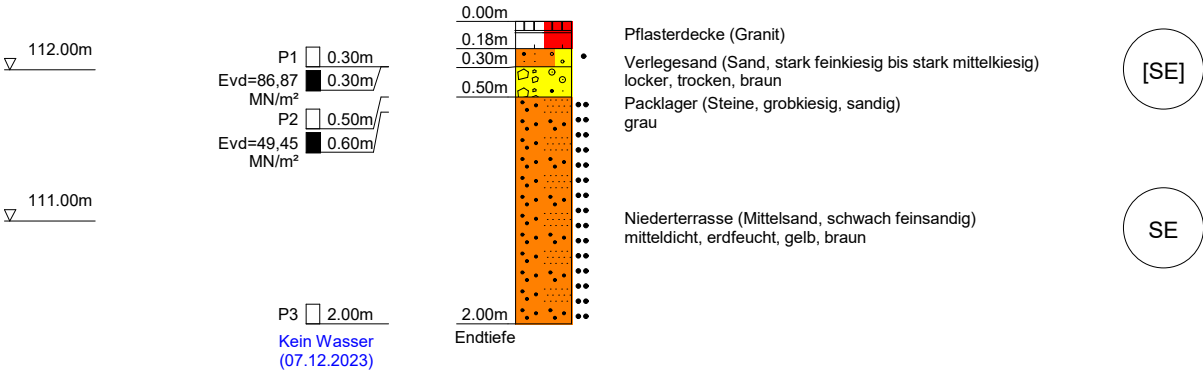 112.00m
111.00m
P1 0.30m
Evd=86,87 0.30m
MN/m²
P2 0.50m
Evd=49,45 0.60m
MN/m²
P3 2.00m
Kein Wasser
(07.12.2023)
0.00m
0.18m
0.30m
0.50m
2.00m
Endtiefe
Pflasterdecke (Granit)
Verlegesand (Sand, stark feinkiesig bis stark mittelkiesig)
locker, trocken, braun
Packlager (Steine, grobkiesig, sandig)
grau
Niederterrasse (Mittelsand, schwach feinsandig)
mitteldicht, erdfeucht, gelb, braun
[SE]
SE